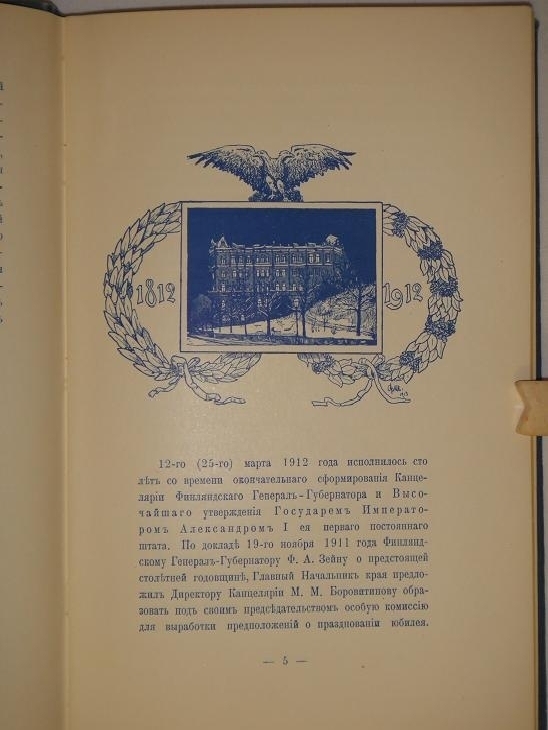 1812
1912
12-го (25-го) марта 1912 года исполнилось сто
лѣтъ со времени окончательнаго сформированія Канце-
ляріи Финляндскаго Генералъ-Губернатора и Высо-
чайшаго утвержденія Государемъ Императо-
ромъ Александромъ I ея перваго постояннаго
штата. По докладѣ 19-го ноября 1911 года Финлянд-
скому Генералъ-Губернатору Ф. А. Зейну о предстоящей
столѣтней годовщинѣ, Главный Начальникъ края предло-
жилъ Директору Канцеляріи М. М. Боровитинову обра-
зовать подъ своимъ предсѣдательствомъ особую комиссію
для выработки предположеній о празднованіи юбилея.
— 5 —